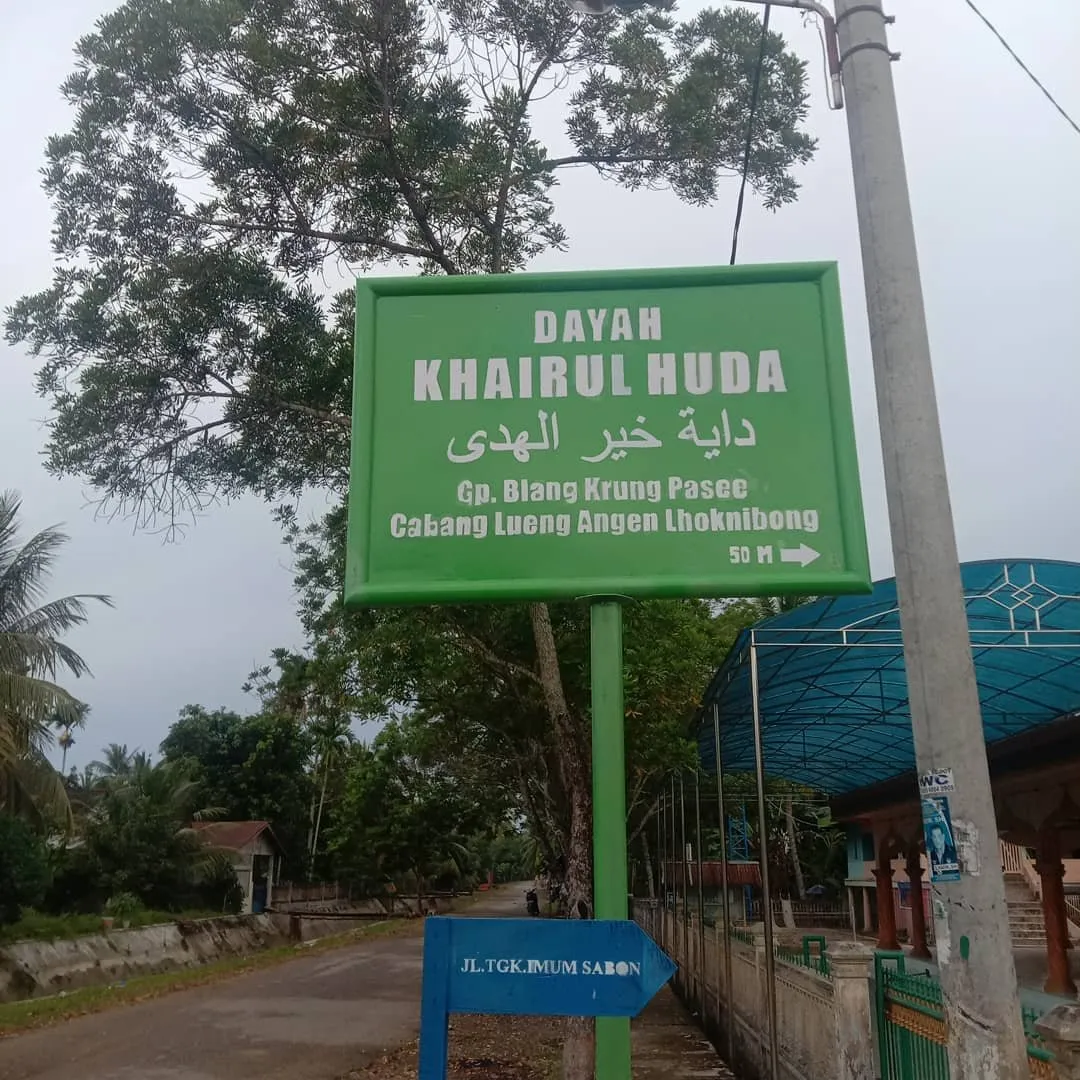 DAYAH
KHAIRUL HUDA
داية خير الهدى
Gp. Blang Krung Pasee
Cabang Lueng Angen Lhoknibong
50 M
JL.TGK.IMUM SABON
WC